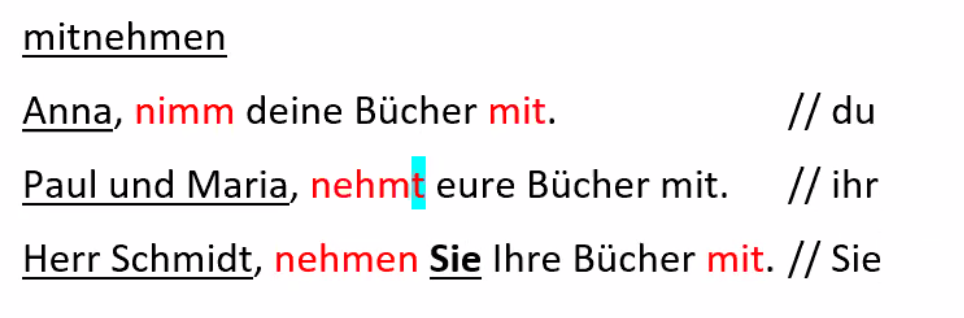 mitnehmen
Anna, nimm deine Bücher mit. // du
Paul und Maria, nehmt eure Bücher mit. // ihr
Herr Schmidt, nehmen Sie Ihre Bücher mit. // Sie